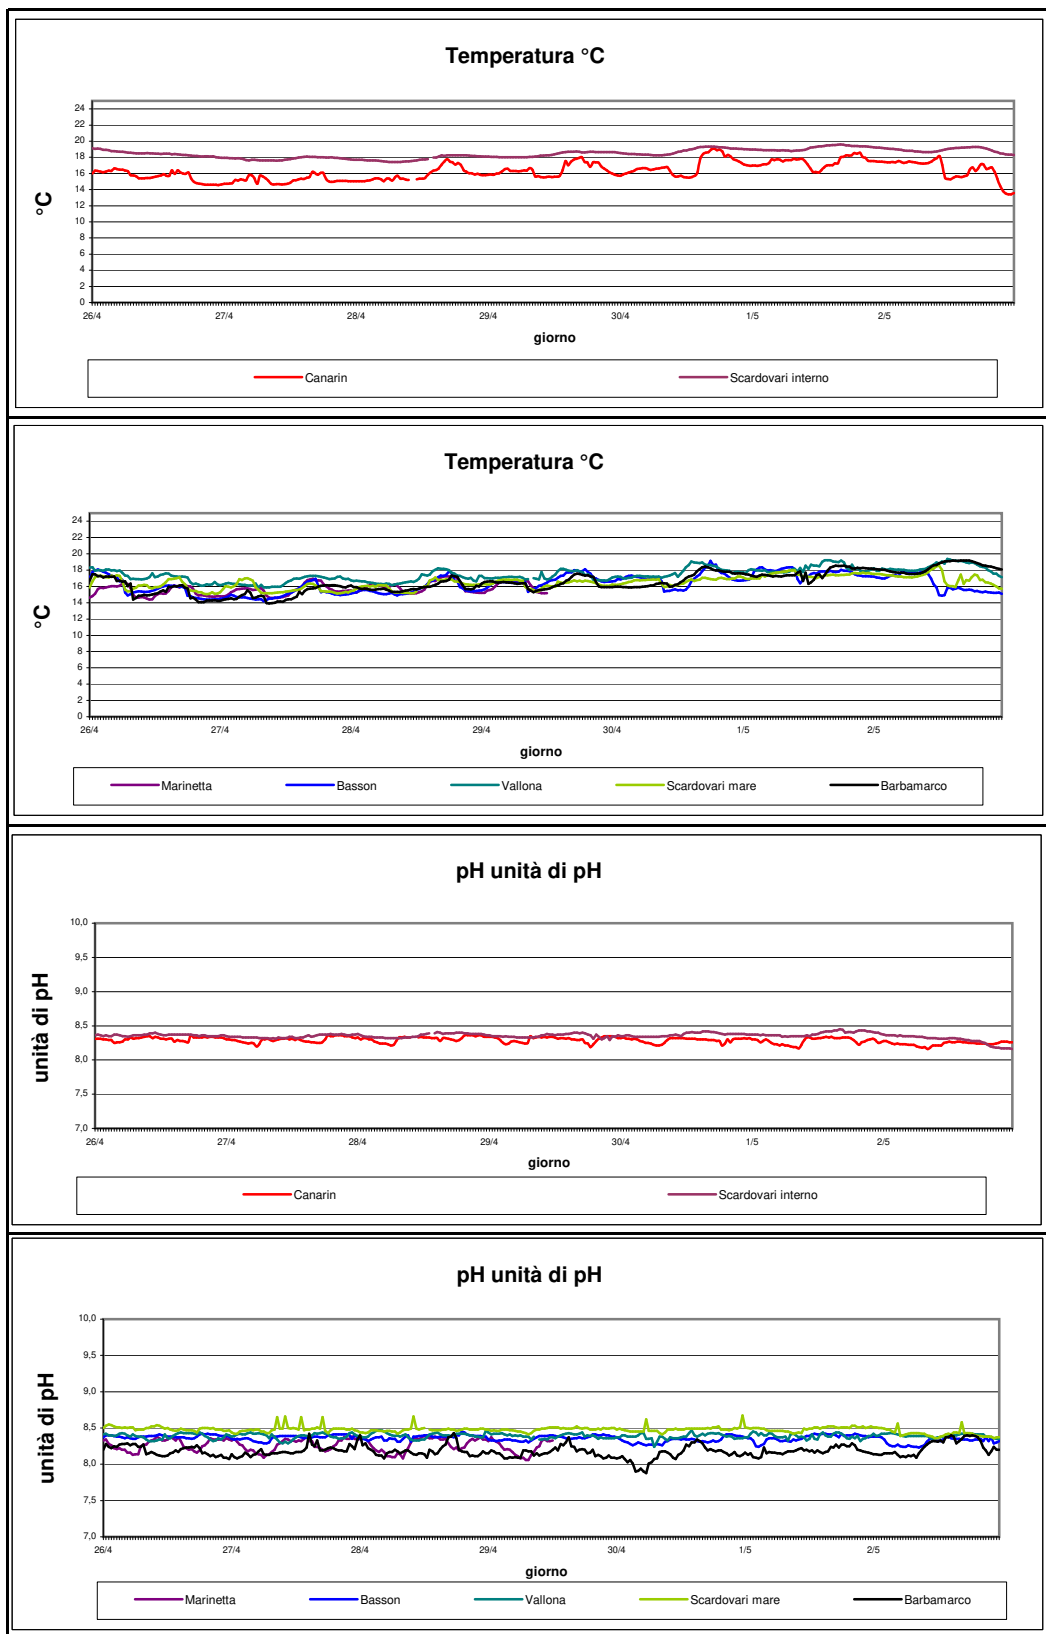 Temperatura °C
24
22
20
18
16
14
12
10
8
6
4
2
0
°C
26/4 27/4 28/4 29/4 30/4 1/5 2/5
giorno
Canarin Scardovari interno
Temperatura °C
24
22
20
18
16
14
12
10
8
6
4
2
0
°C
26/4 27/4 28/4 29/4 30/4 1/5 2/5
giorno
Marinetta Basson Vallona Scardovari mare Barbamarco
pH unità di pH
10,0
9,5
9,0
8,5
8,0
7,5
7,0
unità di pH
26/4 27/4 28/4 29/4 30/4 1/5 2/5
giorno
Canarin Scardovari interno
pH unità di pH
10,0
9,5
9,0
8,5
8,0
7,5
7,0
unità di pH
26/4 27/4 28/4 29/4 30/4 1/5 2/5
giorno
Marinetta Basson Vallona Scardovari mare Barbamarco